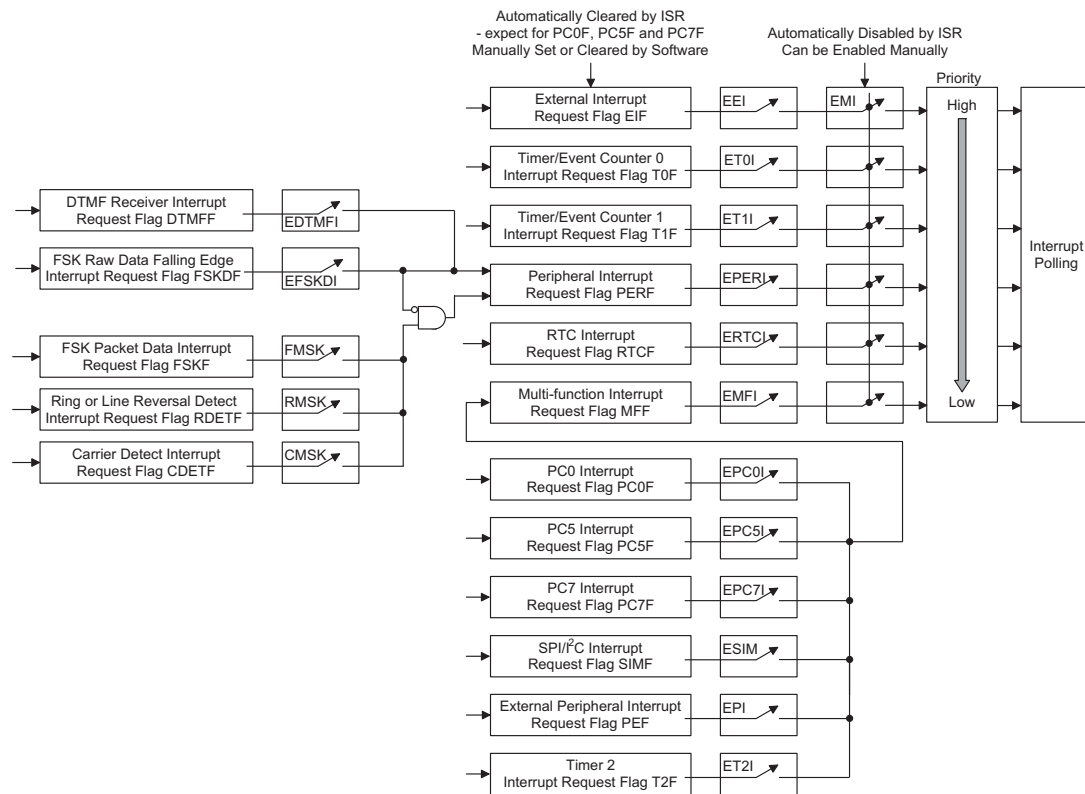 Automatically Cleared by ISR
- expect for PC0F, PC5F and PC7F
Manually Set or Cleared by Software
Automatically Disabled by ISR
Can be Enabled Manually
Priority
External Interrupt
Request Flag EIF
EEI
EMI
High
Timer/Event Counter 0
Interrupt Request Flag T0F
ET0I
DTMF Receiver Interrupt
Request Flag DTMFF
EDTMFI
Timer/Event Counter 1
Interrupt Request Flag T1F
ET1I
Interrupt
Polling
FSK Raw Data Falling Edge
Interrupt Request Flag FSKDF
EFSKDI
Peripheral Interrupt
Request Flag PERF
EPERI
FSK Packet Data Interrupt
Request Flag FSKF
FMSK
RTC Interrupt
Request Flag RTCF
ERTCI
Ring or Line Reversal Detect
Interrupt Request Flag RDETF
RMSK
Multi-function Interrupt
Request Flag MFF
EMFI
Low
Carrier Detect Interrupt
Request Flag CDETF
CMSK
PC0 Interrupt
Request Flag PC0F
EPC0I
PC5 Interrupt
Request Flag PC5F
EPC5I
PC7 Interrupt
Request Flag PC7F
EPC7I
SPI/I²C Interrupt
Request Flag SIMF
ESIM
External Peripheral Interrupt
Request Flag PEF
EPI
Timer 2
Interrupt Request Flag T2F
ET2I